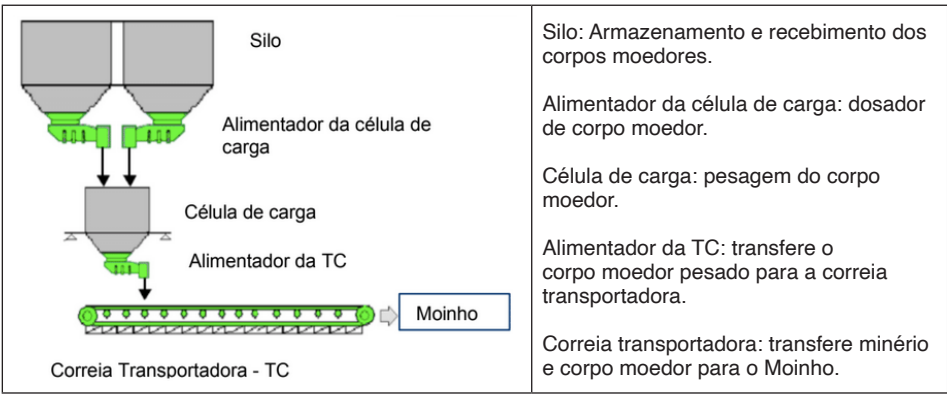 Silo
Alimentador da célula de
carga
Célula de carga
Alimentador da TC
Moinho
Correia Transportadora - TC
Silo: Armazenamento e recebimento dos
corpos moedores.
Alimentador da célula de carga: dosador
de corpo moedor.
Célula de carga: pesagem do corpo
moedor.
Alimentador da TC: transfere o
corpo moedor pesado para a correia
transportadora.
Correia transportadora: transfere minério
e corpo moedor para o Moinho.